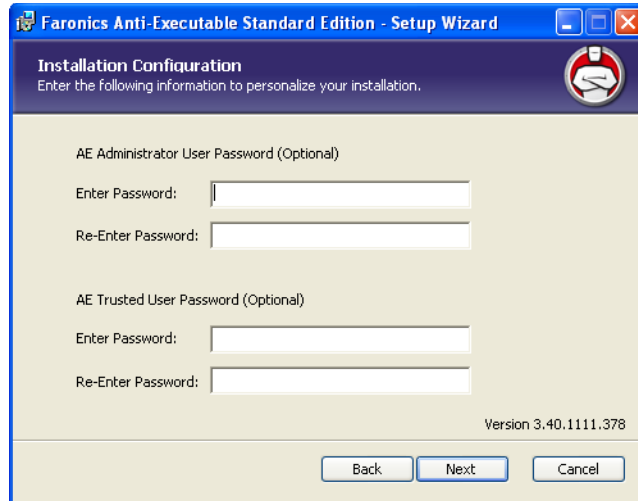 Faronics Anti-Executable Standard Edition - Setup Wizard
Installation Configuration
Enter the following information to personalize your installation.
AE Administrator User Password (Optional)
Enter Password:
Re-Enter Password:
AE Trusted User Password (Optional)
Enter Password:
Re-Enter Password:
Version 3.40.1111.378
Back Next Cancel